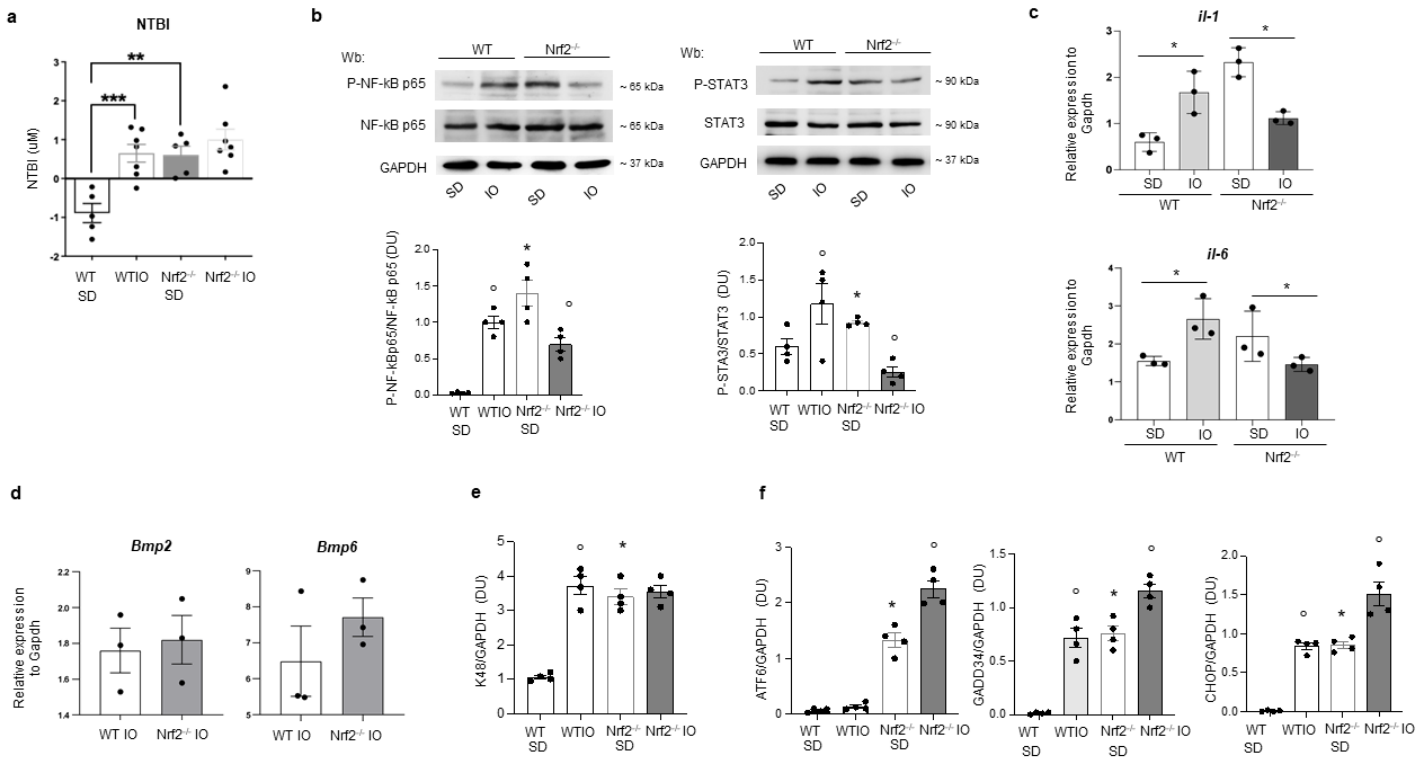 a
NTBI
NTBI (uM)
3
2
1
0
-1
-2
**
***
WT
SD
WTIO
Nrf2-/-
SD
Nrf2-/- IO
b
Wb:
WT
Nrf2-/-
P-NF-kB p65
~ 65 kDa
NF-kB p65
~ 65 kDa
GAPDH
~ 37 kDa
SD
IO
SD
IO
Wb:
WT
Nrf2-/-
P-STAT3
~ 90 kDa
STAT3
~ 90 kDa
GAPDH
~ 37 kDa
SD
IO
SD
IO
P-NF-kBp65/NF-kB p65 (DU)
2.0
1.5
1.0
0.5
0.0
°
*
°
WT
SD
WTIO
Nrf2-/-
SD
Nrf2-/- IO
P-STA3/STAT3 (DU)
2.0
1.5
1.0
0.5
0.0
°
*
°
WT
SD
WTIO
Nrf2-/-
SD
Nrf2-/- IO
c
il-1
Relative expression to
Gapdh
3
2
1
0
*
*
SD
IO
SD
IO
WT
Nrf2-/-
il-6
Relative expression to
Gapdh
4
3
2
1
0
*
*
SD
IO
SD
IO
WT
Nrf2-/-
d
Bmp2
Relative expression
to Gapdh
2.2
2.0
1.8
1.6
1.4
WT IO
Nrf2-/- IO
Bmp6
9
8
7
6
5
WT IO
Nrf2-/- IO
e
K48/GAPDH (DU)
5
4
3
2
1
0
°
*
WT
SD
WTIO
Nrf2-/-
SD
Nrf2-/- IO
f
ATF6/GAPDH (DU)
3
2
1
0
*
°
WT
SD
WTIO
Nrf2-/-
SD
Nrf2-/- IO
GADD34/GAPDH (DU)
1.5
1.0
0.5
0.0
°
*
°
WT
SD
WTIO
Nrf2-/-
SD
Nrf2-/- IO
CHOP/GAPDH (DU)
2.0
1.5
1.0
0.5
0.0
°
*
°
WT
SD
WTIO
Nrf2-/-
SD
Nrf2-/- IO